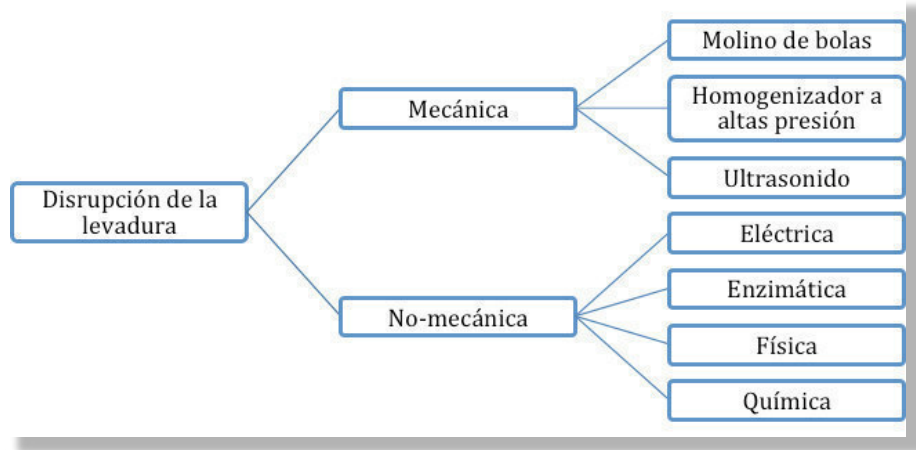 Disrupción de la
levadura
Mecánica
Molino de bolas
Homogenizador a
altas presión
Ultrasonido
No-mecánica
Eléctrica
Enzimática
Física
Química